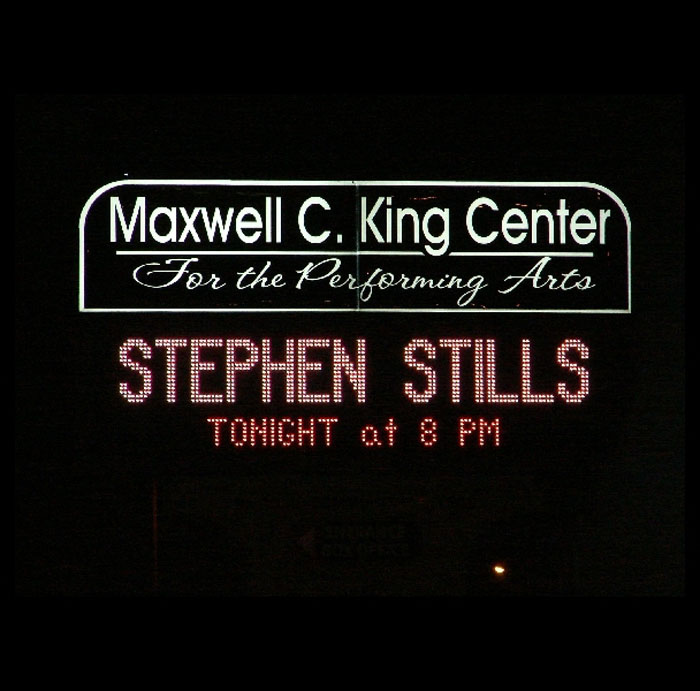 Maxwell C. King Center
For the Performing Arts
STEPHEN STILLS
TONIGHT at 8 PM